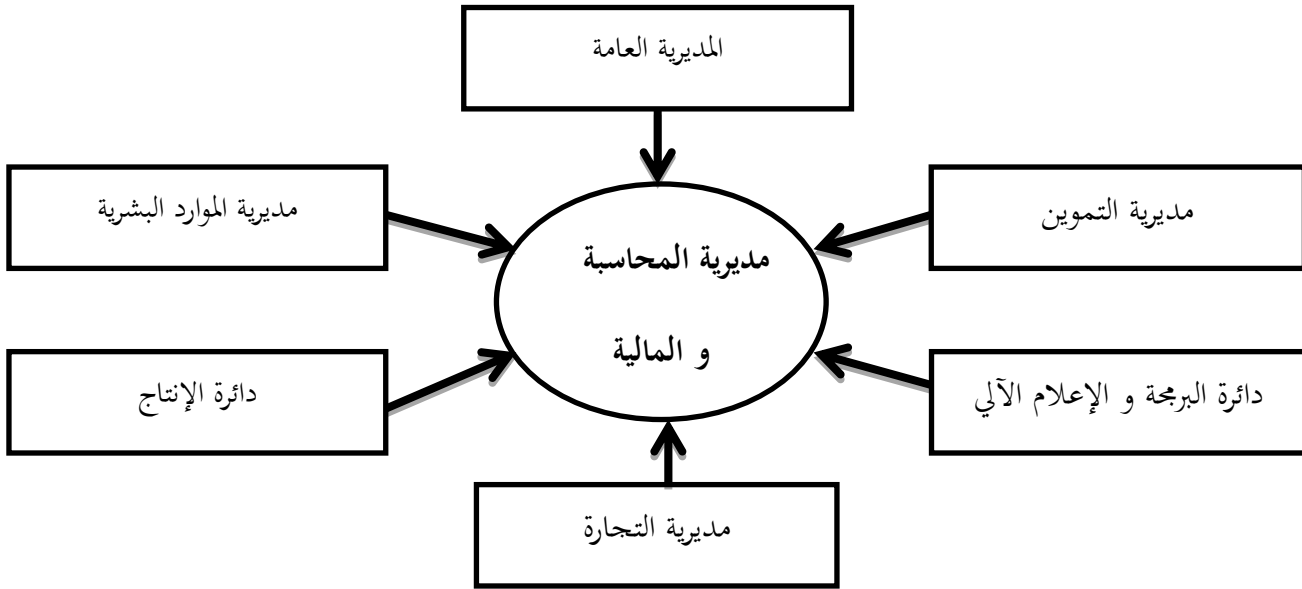 المديرية العامة
مديرية التموين
مديرية الموارد البشرية
مديرية المحاسبة
و المالية
دائرة البرمجة و الإعلام الآلي
دائرة الإنتاج
مديرية التجارة